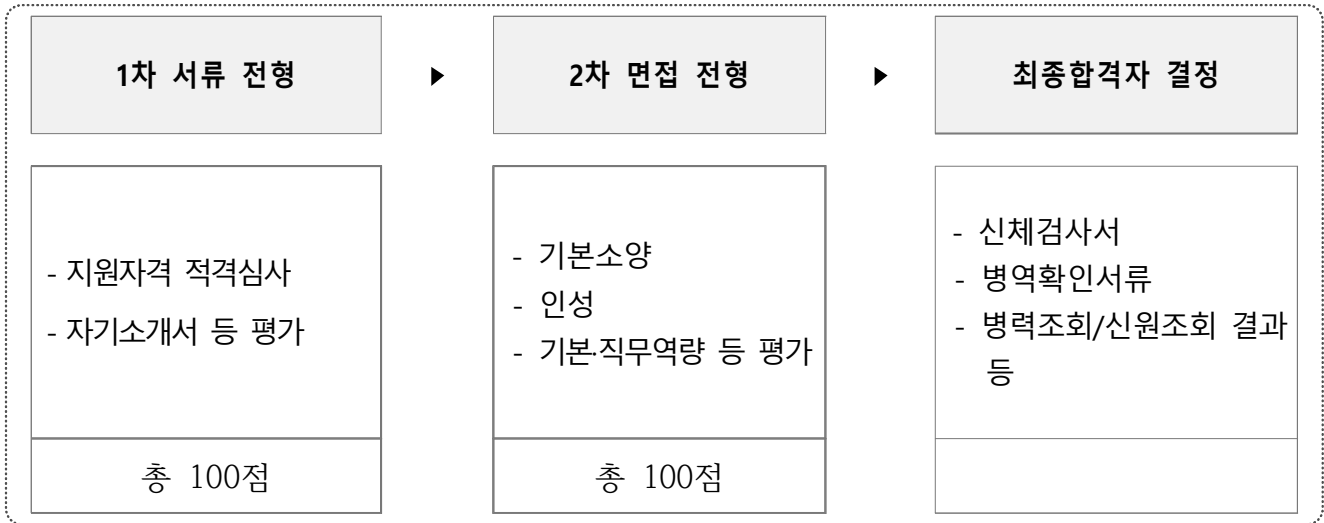 1차 서류 전형
▶
2차 면접 전형
▶
최종합격자 결정
- 지원자격 적격심사
- 자기소개서 등 평가
총 100점
- 기본소양
- 인성
- 기본·직무역량 등 평가
총 100점
- 신체검사서
- 병역확인서류
- 병력조회/신원조회 결과
등